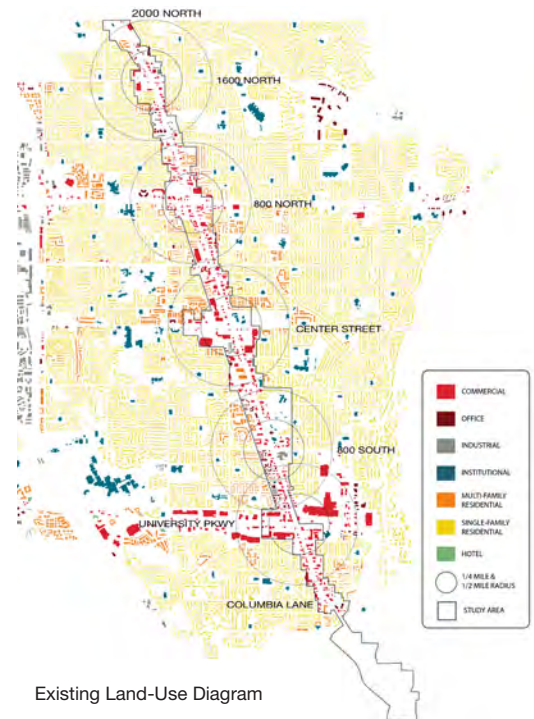 2000 NORTH
1600 NORTH
800 NORTH
CENTER STREET
800 SOUTH
UNIVERSITY PKWY
COLUMBIA LANE
COMMERCIAL
OFFICE
INDUSTRIAL
INSTITUTIONAL
MULTI-FAMILY
RESIDENTIAL
SINGLE-FAMILY
RESIDENTIAL
HOTEL
1/4 MILE &
1/2 MILE RADIUS
STUDY AREA
Existing Land-Use Diagram